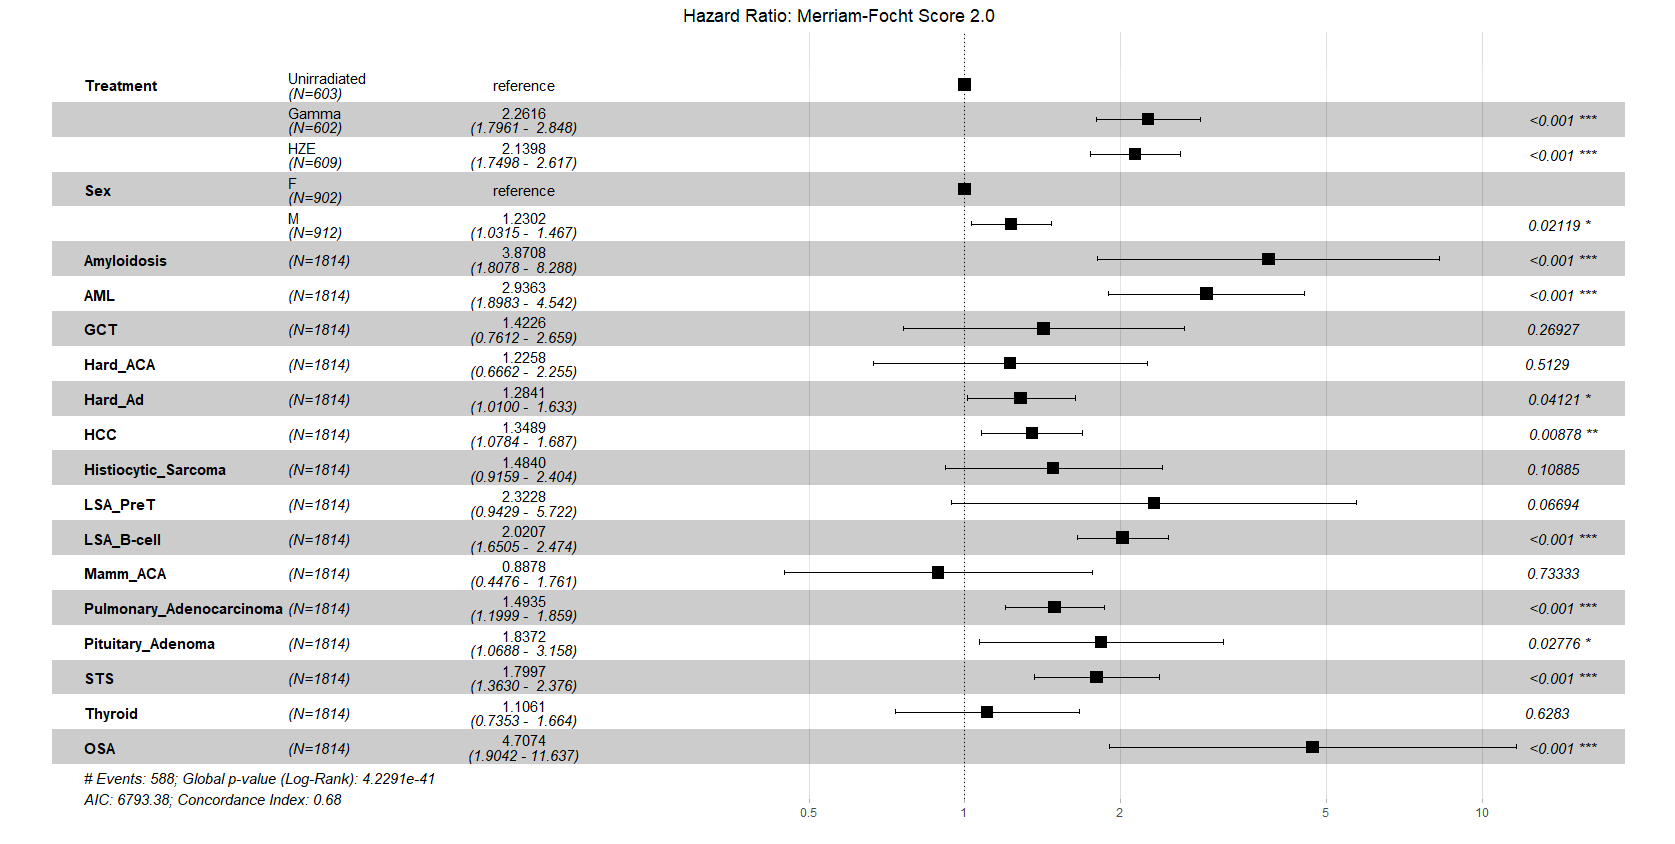 Hazard Ratio: Merriam-Focht Score 2.0
Treatment Unirradiated (N=603) reference
Gamma (N=602) 2.2616 (1.7961 - 2.848) <0.001 ***
HZE (N=609) 2.1398 (1.7498 - 2.617) <0.001 ***
Sex F (N=902) reference
M (N=912) 1.2302 (1.0315 - 1.467) 0.02119 *
Amyloidosis (N=1814) 3.8708 (1.8078 - 8.288) <0.001 ***
AML (N=1814) 2.9363 (1.8983 - 4.542) <0.001 ***
GCT (N=1814) 1.4226 (0.7612 - 2.659) 0.26927
Hard_ACA (N=1814) 1.2258 (0.6662 - 2.255) 0.5129
Hard_Ad (N=1814) 1.2841 (1.0100 - 1.633) 0.04121 *
HCC (N=1814) 1.3489 (1.0784 - 1.687) 0.00878 **
Histiocytic_Sarcoma (N=1814) 1.4840 (0.9159 - 2.404) 0.10885
LSA_PreT (N=1814) 2.3228 (0.9429 - 5.722) 0.06694
LSA_B-cell (N=1814) 2.0207 (1.6505 - 2.474) <0.001 ***
Mamm_ACA (N=1814) 0.8878 (0.4476 - 1.761) 0.73333
Pulmonary_Adenocarcinoma (N=1814) 1.4935 (1.1999 - 1.859) <0.001 ***
Pituitary_Adenoma (N=1814) 1.8372 (1.0688 - 3.158) 0.02776 *
STS (N=1814) 1.7997 (1.3630 - 2.376) <0.001 ***
Thyroid (N=1814) 1.1061 (0.7353 - 1.664) 0.6283
OSA (N=1814) 4.7074 (1.9042 - 11.637) <0.001 ***
# Events: 588; Global p-value (Log-Rank): 4.2291e-41
AIC: 6793.38; Concordance Index: 0.68
0.5 1 2 5 10